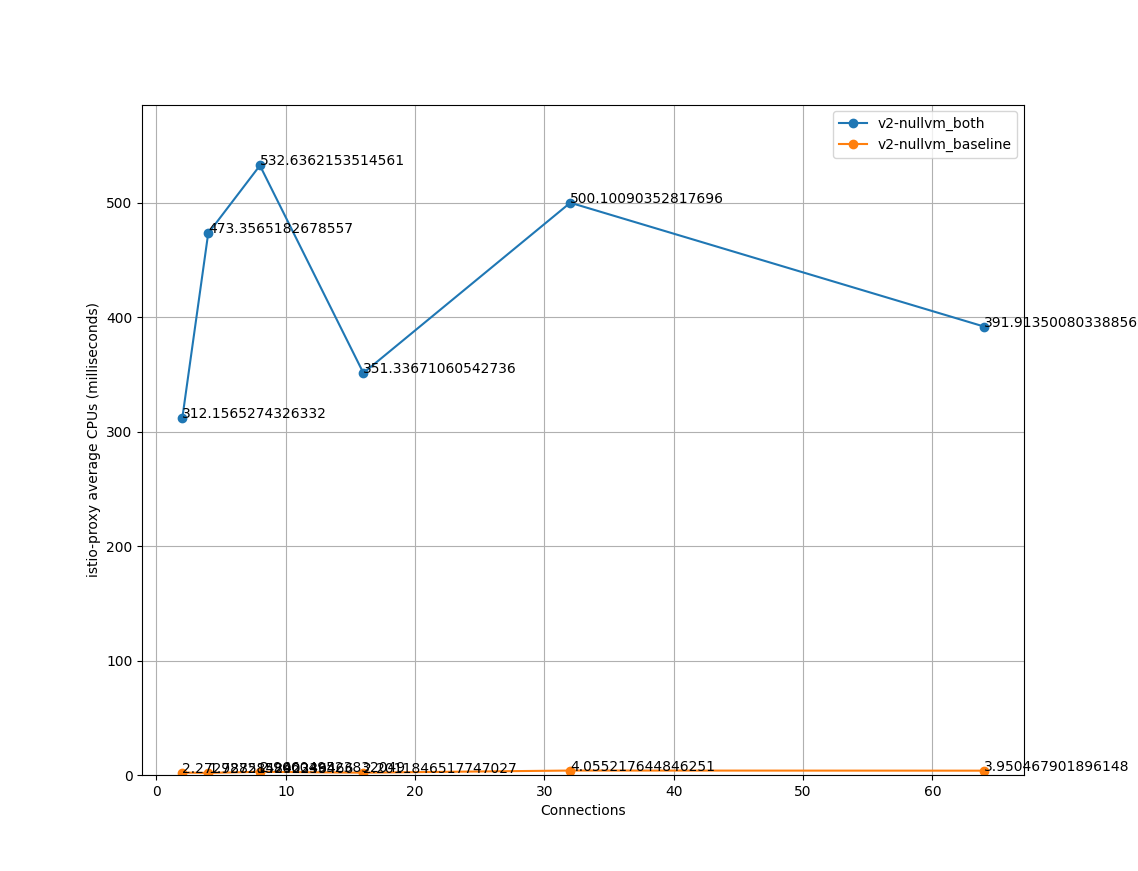 v2-nullvm_both
v2-nullvm_baseline
532.6362153514561
500.10090352817696
473.3565182678557
391.91350080338856
351.33671060542736
312.1565274326332
4.055217644846251
3.950467901896148
500
400
300
200
100
0
istio-proxy average CPUs (milliseconds)
0 10 20 30 40 50 60
Connections